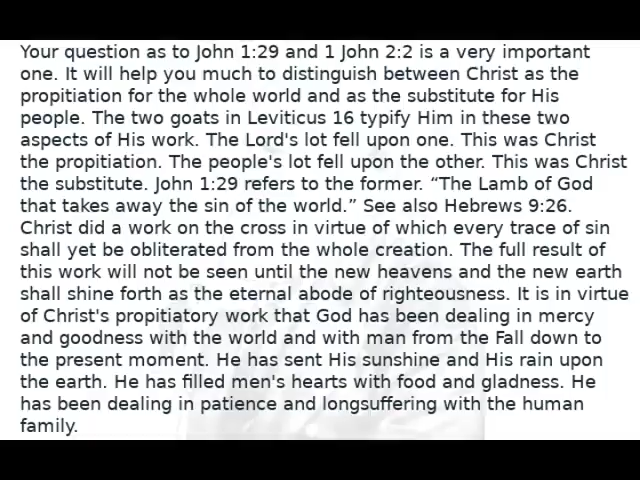 Your question as to John 1:29 and 1 John 2:2 is a very important
one. It will help you much to distinguish between Christ as the
propitiation for the whole world and as the substitute for His
people. The two goats in Leviticus 16 typify Him in these two
aspects of His work. The Lord's lot fell upon one. This was Christ
the propitiation. The people's lot fell upon the other. This was Christ
the substitute. John 1:29 refers to the former. “The Lamb of God
that takes away the sin of the world.” See also Hebrews 9:26.
Christ did a work on the cross in virtue of which every trace of sin
shall yet be obliterated from the whole creation. The full result of
this work will not be seen until the new heavens and the new earth
shall shine forth as the eternal abode of righteousness. It is in virtue
of Christ's propitiatory work that God has been dealing in mercy
and goodness with the world and with man from the Fall down to
the present moment. He has sent His sunshine and His rain upon
the earth. He has filled men's hearts with food and gladness. He
has been dealing in patience and longsuffering with the human
family.